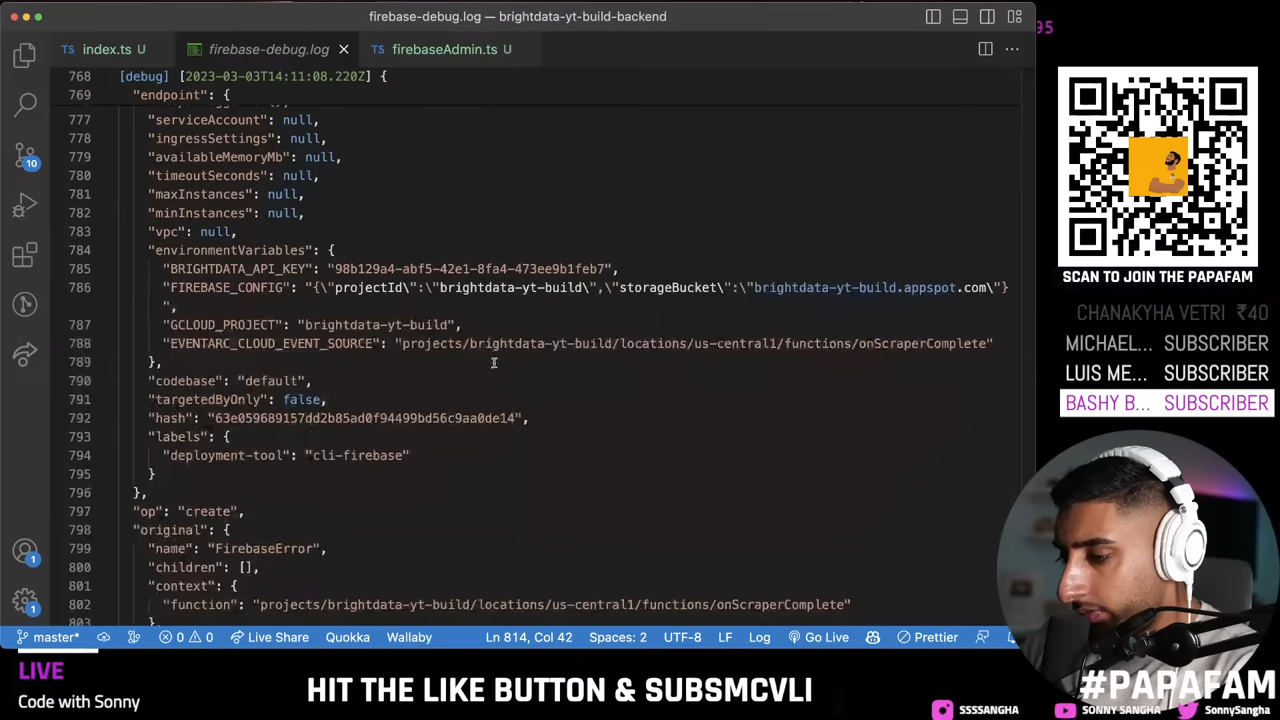 firebase-debug.log — brightdata-yt-build-backend
TS index.ts U
firebase-debug.log
TS firebaseAdmin.ts U
95
768 [debug] [2023-03-03T14:11:08.220Z] {
769 "endpoint": {
777 "serviceAccount": null,
778 "ingressSettings": null,
779 "availableMemoryMb": null,
780 "timeoutSeconds": null,
781 "maxInstances": null,
782 "minInstances": null,
783 "vpc": null,
784 "environmentVariables": {
785 "BRIGHTDATA_API_KEY": "98b129a4-abf5-42e1-8fa4-473ee9b1feb7",
786 "FIREBASE_CONFIG": "{\"projectId\":\"brightdata-yt-build\",\"storageBucket\":\"brightdata-yt-build.appspot.com\"}
",
787 "GCLOUD_PROJECT": "brightdata-yt-build",
788 "EVENTARC_CLOUD_EVENT_SOURCE": "projects/brightdata-yt-build/locations/us-central1/functions/onScraperComplete"
789 },
790 "codebase": "default",
791 "targetedByOnly": false,
792 "hash": "63e059689157dd2b85ad0f94499bd56c9aa0de14",
793 "labels": {
794 "deployment-tool": "cli-firebase"
795 }
796 },
797 "op": "create",
798 "original": {
799 "name": "FirebaseError",
800 "children": [],
801 "context": {
802 "function": "projects/brightdata-yt-build/locations/us-central1/functions/onScraperComplete"
803 },
10
1
1
master*
0 0
Live Share
Quokka
Wallaby
Ln 814, Col 42
Spaces: 2
UTF-8
LF
Log
Go Live
Prettier
SCAN TO JOIN THE PAPAFAM
CHANAKYHA VETRI ₹40
MICHAEL... SUBSCRIBER
LUIS ME... SUBSCRIBER
BASHY B... SUBSCRIBER
LIVE
Code with Sonny
HIT THE LIKE BUTTON & SUBSMCVLI
#PAPAFAM
SSSSANGHA
SONNY SANGHA
SONNYSANGHA